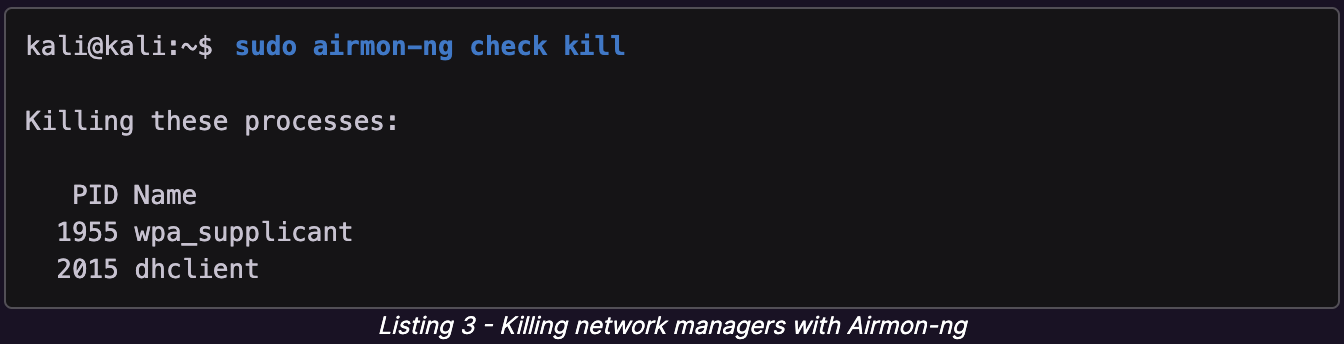 kali@kali:~$ sudo airmon-ng check kill
Killing these processes:
PID Name
1955 wpa_supplicant
2015 dhclient
Listing 3 - Killing network managers with Airmon-ng